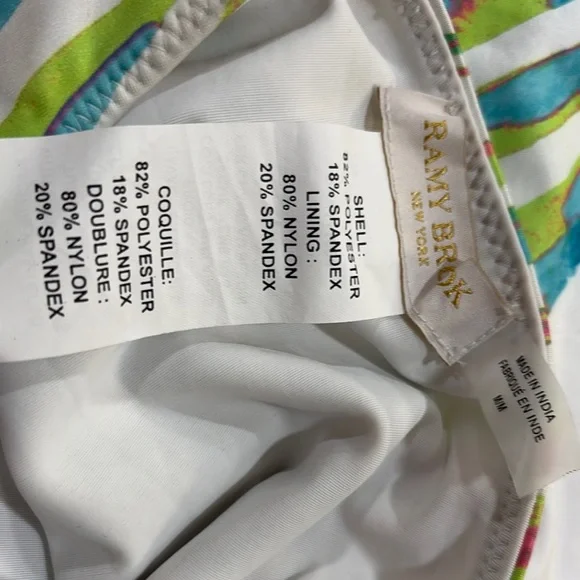 RAMY BROOK
NEW YORK
SHELL:
82% POLYESTER
18% SPANDEX
LINING :
80% NYLON
20% SPANDEX
COQUILLE:
82% POLYESTER
18% SPANDEX
DOUBLURE :
80% NYLON
20% SPANDEX
MADE IN INDIA
FABRIQUÉ EN INDE
M/M